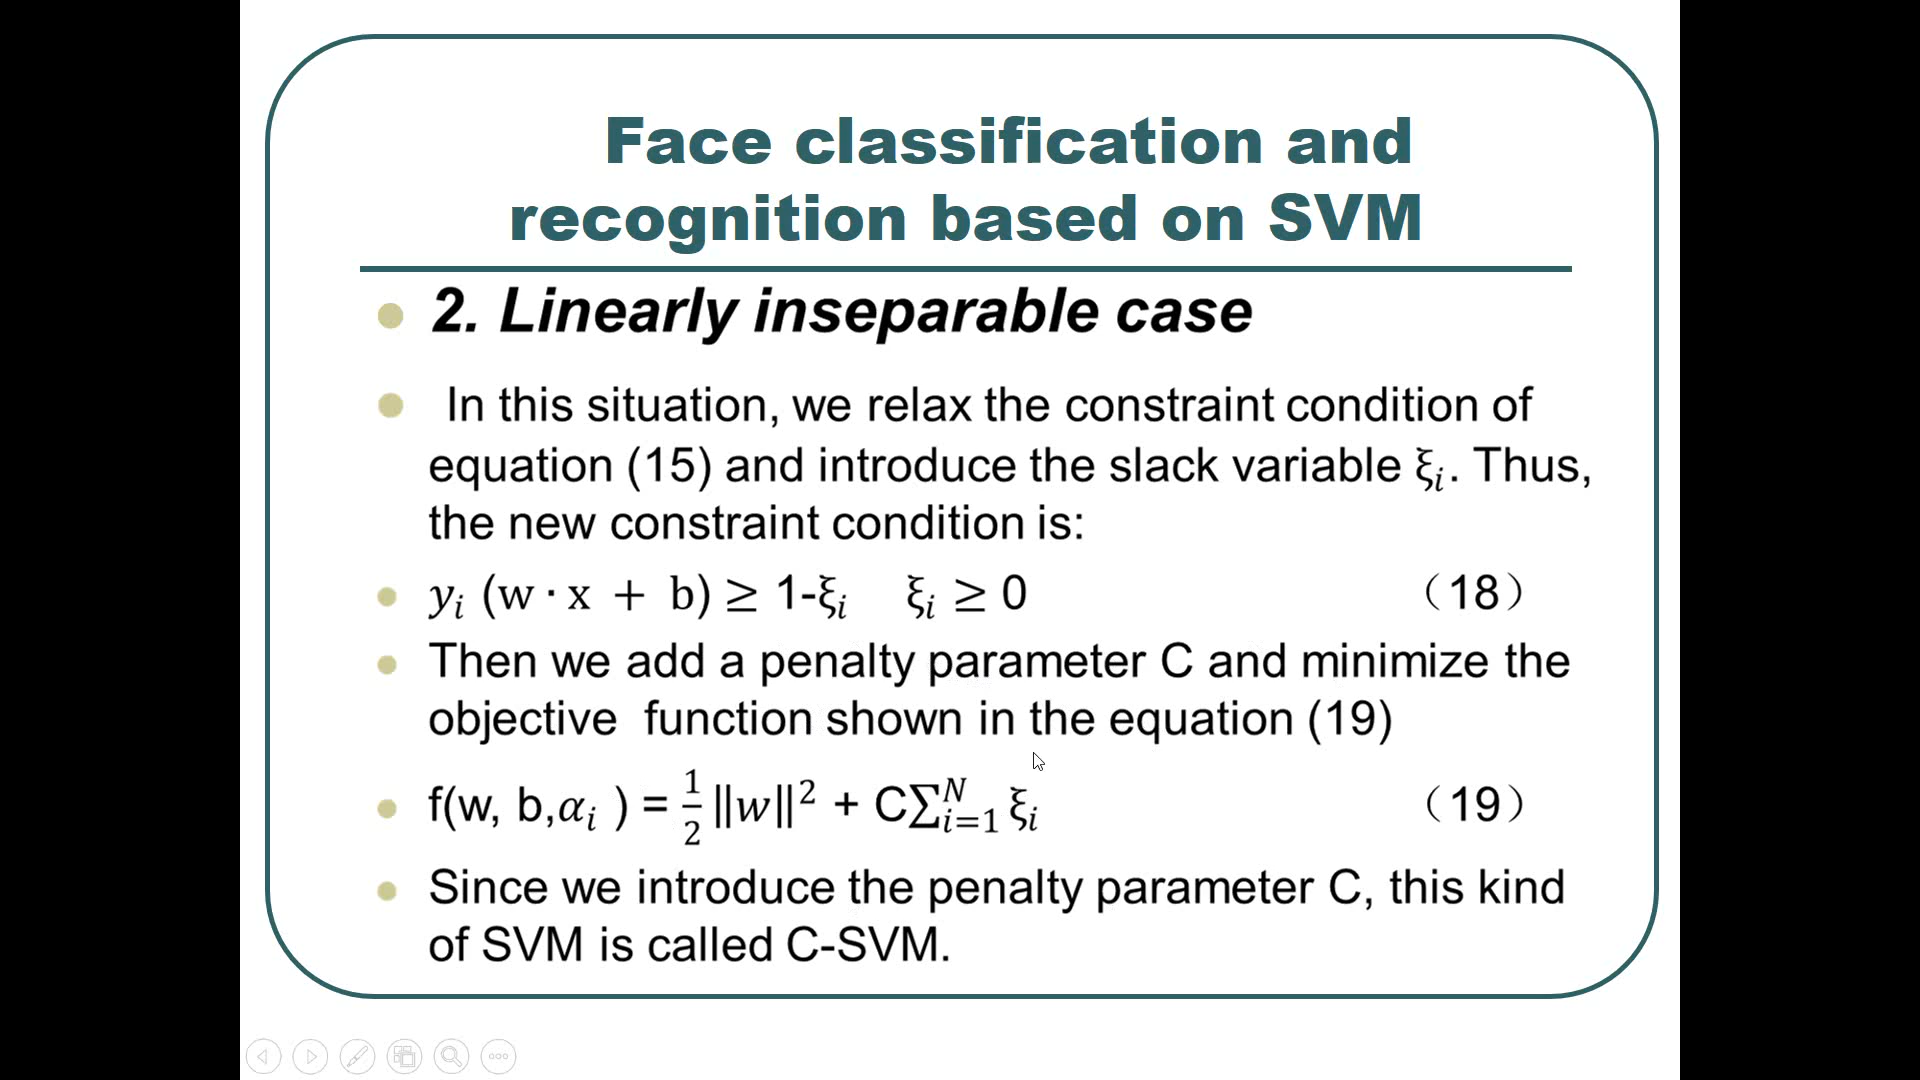 Face classification and
recognition based on SVM
2. Linearly inseparable case
In this situation, we relax the constraint condition of
equation (15) and introduce the slack variable ξᵢ. Thus,
the new constraint condition is:
yᵢ (w · x + b) ≥ 1-ξᵢ ξᵢ ≥ 0 （18）
Then we add a penalty parameter C and minimize the
objective function shown in the equation (19)
f(w, b,αᵢ ) = 1/2 ||w||² + C∑ᵢ₌₁ᴺ ξᵢ （19）
Since we introduce the penalty parameter C, this kind
of SVM is called C-SVM.